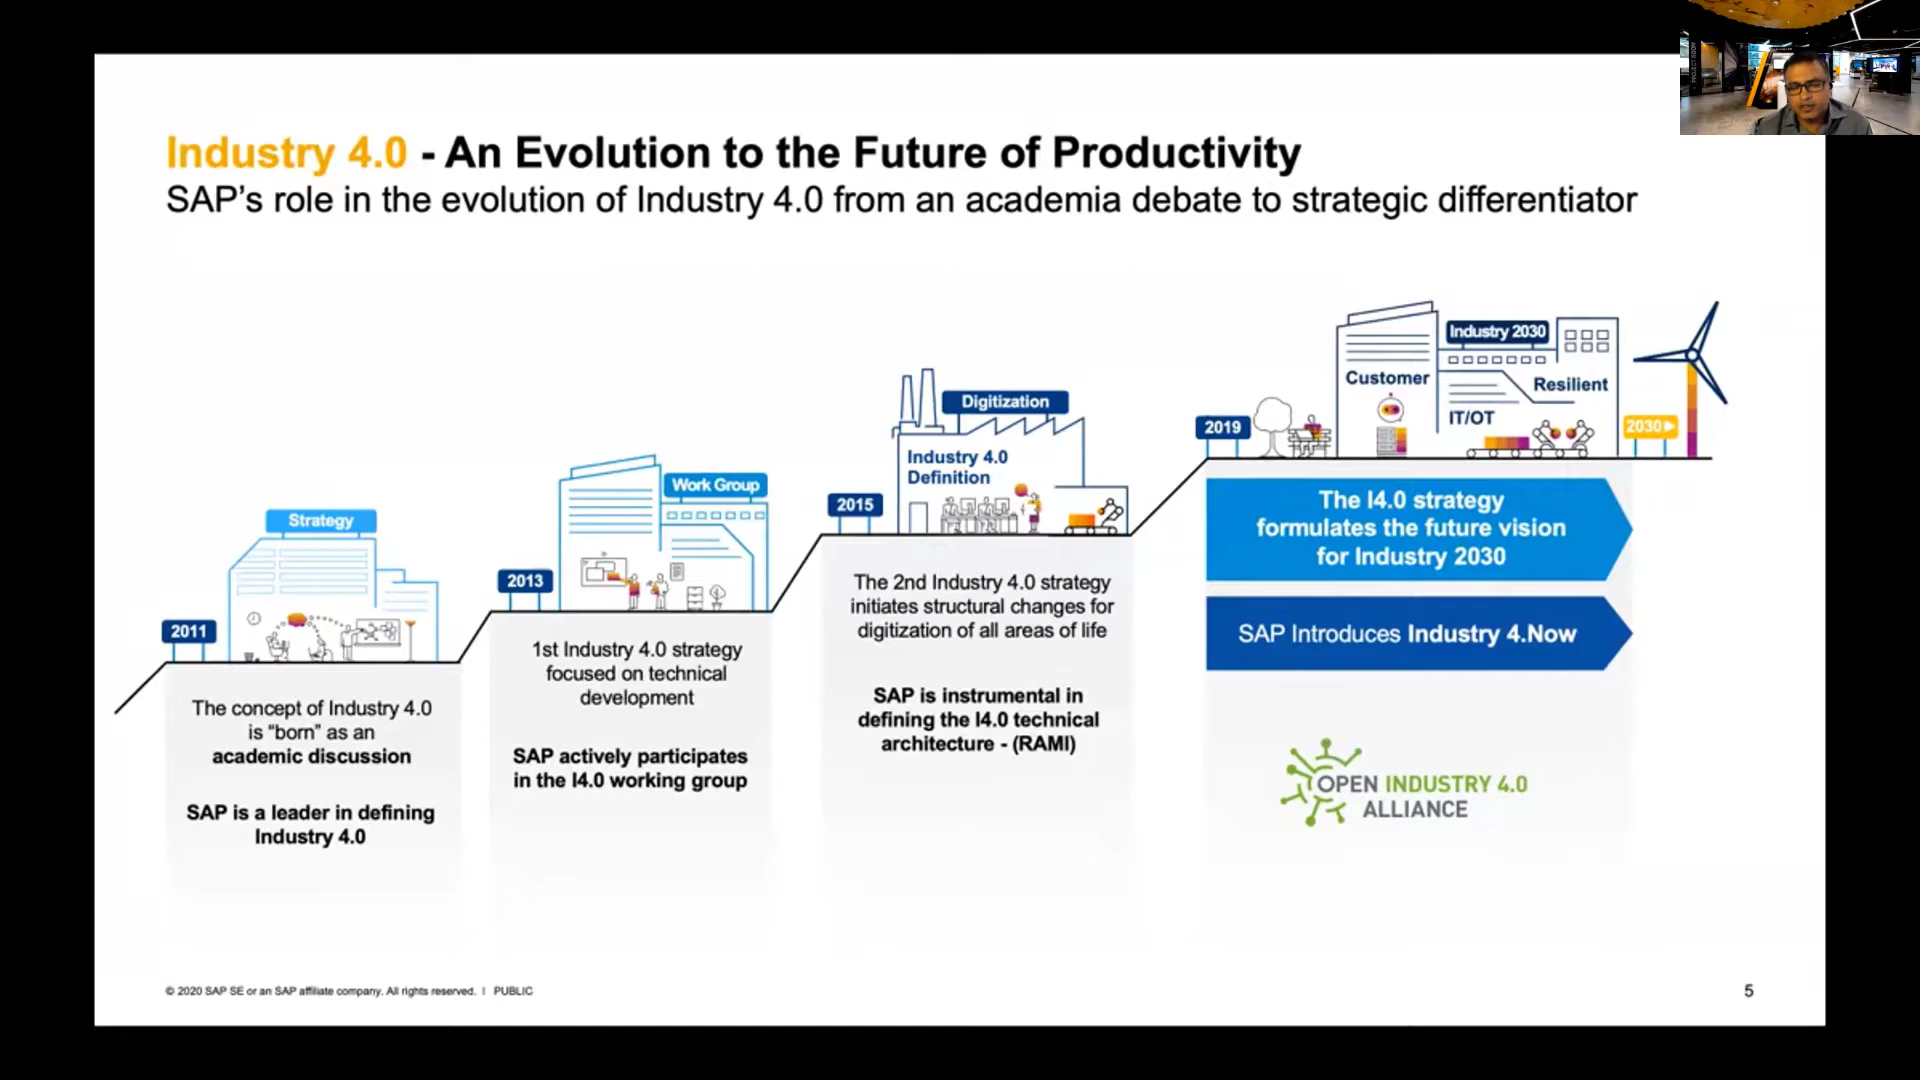 Industry 4.0 - An Evolution to the Future of Productivity
SAP's role in the evolution of Industry 4.0 from an academia debate to strategic differentiator
Strategy
2011
The concept of Industry 4.0
is “born” as an
academic discussion
SAP is a leader in defining
Industry 4.0
Work Group
2013
1st Industry 4.0 strategy
focused on technical
development
SAP actively participates
in the I4.0 working group
Digitization
Industry 4.0
Definition
2015
The 2nd Industry 4.0 strategy
initiates structural changes for
digitization of all areas of life
SAP is instrumental in
defining the I4.0 technical
architecture - (RAMI)
Industry 2030
Customer
Resilient
IT/OT
2019
2030
The I4.0 strategy
formulates the future vision
for Industry 2030
SAP Introduces Industry 4.Now
OPEN INDUSTRY 4.0
ALLIANCE
© 2020 SAP SE or an SAP affiliate company. All rights reserved. | PUBLIC
5
PROJECT ROOM